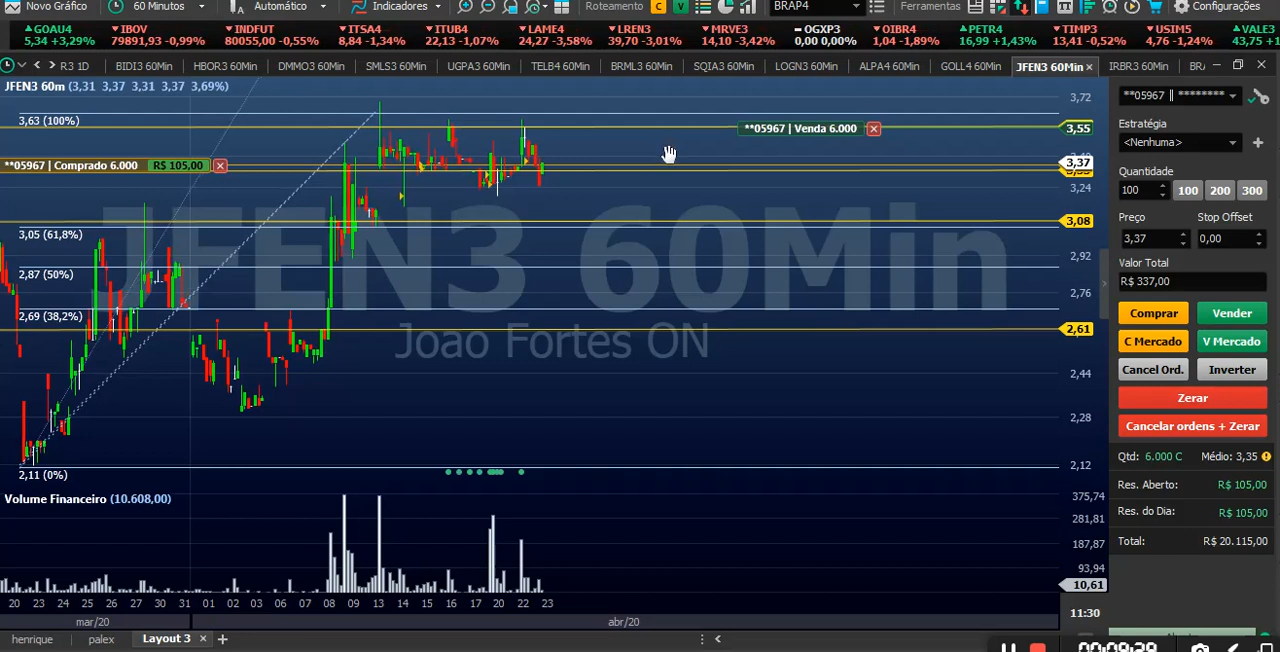 Novo Gráfico 60 Minutos Automático Indicadores Roteamento C V BRAP4 Ferramentas Configurações
GOAU4 IBOV INDFUT ITSA4 ITUB4 LAME4 LREN3 MRVE3 OGXP3 OIBR4 PETR4 TIMP3 USIM5 VALE3
5,34 +3,29% 79891,93 -0,99% 80055,00 -0,55% 8,84 -1,34% 22,13 -1,07% 24,27 -3,58% 39,70 -3,01% 14,10 -3,42% 0,00 0,00% 1,04 -1,89% 16,99 +1,43% 13,41 -0,52% 4,76 -1,24% 43,75 +1
R3 1D BIDI3 60Min HBOR3 60Min DMMO3 60Min SMLS3 60Min UGPA3 60Min TELB4 60Min BRML3 60Min SQIA3 60Min LOGN3 60Min ALPA4 60Min GOLL4 60Min JFEN3 60Min IRBR3 60Min BR
JFEN3 60m (3,31 3,37 3,31 3,37 3,69%)
3,63 (100%)
**05967 | Venda 6.000
**05967 | Comprado 6.000 R$ 105,00
3,05 (61,8%)
2,87 (50%)
2,69 (38,2%)
2,11 (0%)
JFEN3 60Min
Joao Fortes ON
3,72
3,55
3,37
3,24
3,08
2,92
2,76
2,61
2,44
2,28
2,12
Volume Financeiro (10.608,00)
375,74
281,81
187,87
93,94
10,61
20 23 24 25 26 27 30 31 01 02 03 06 07 08 09 13 14 15 16 17 20 22 23
mar/20 abr/20
11:30
henrique palex Layout 3
**05967 || ********
Estratégia
<Nenhuma>
Quantidade
100 100 200 300
Preço Stop Offset
3,37 0,00
Valor Total
R$ 337,00
Comprar Vender
C Mercado V Mercado
Cancel Ord. Inverter
Zerar
Cancelar ordens + Zerar
Qtd: 6.000 C Médio: 3,35
Res. Aberto: R$ 105,00
Res. do Dia: R$ 105,00
Total: R$ 20.115,00